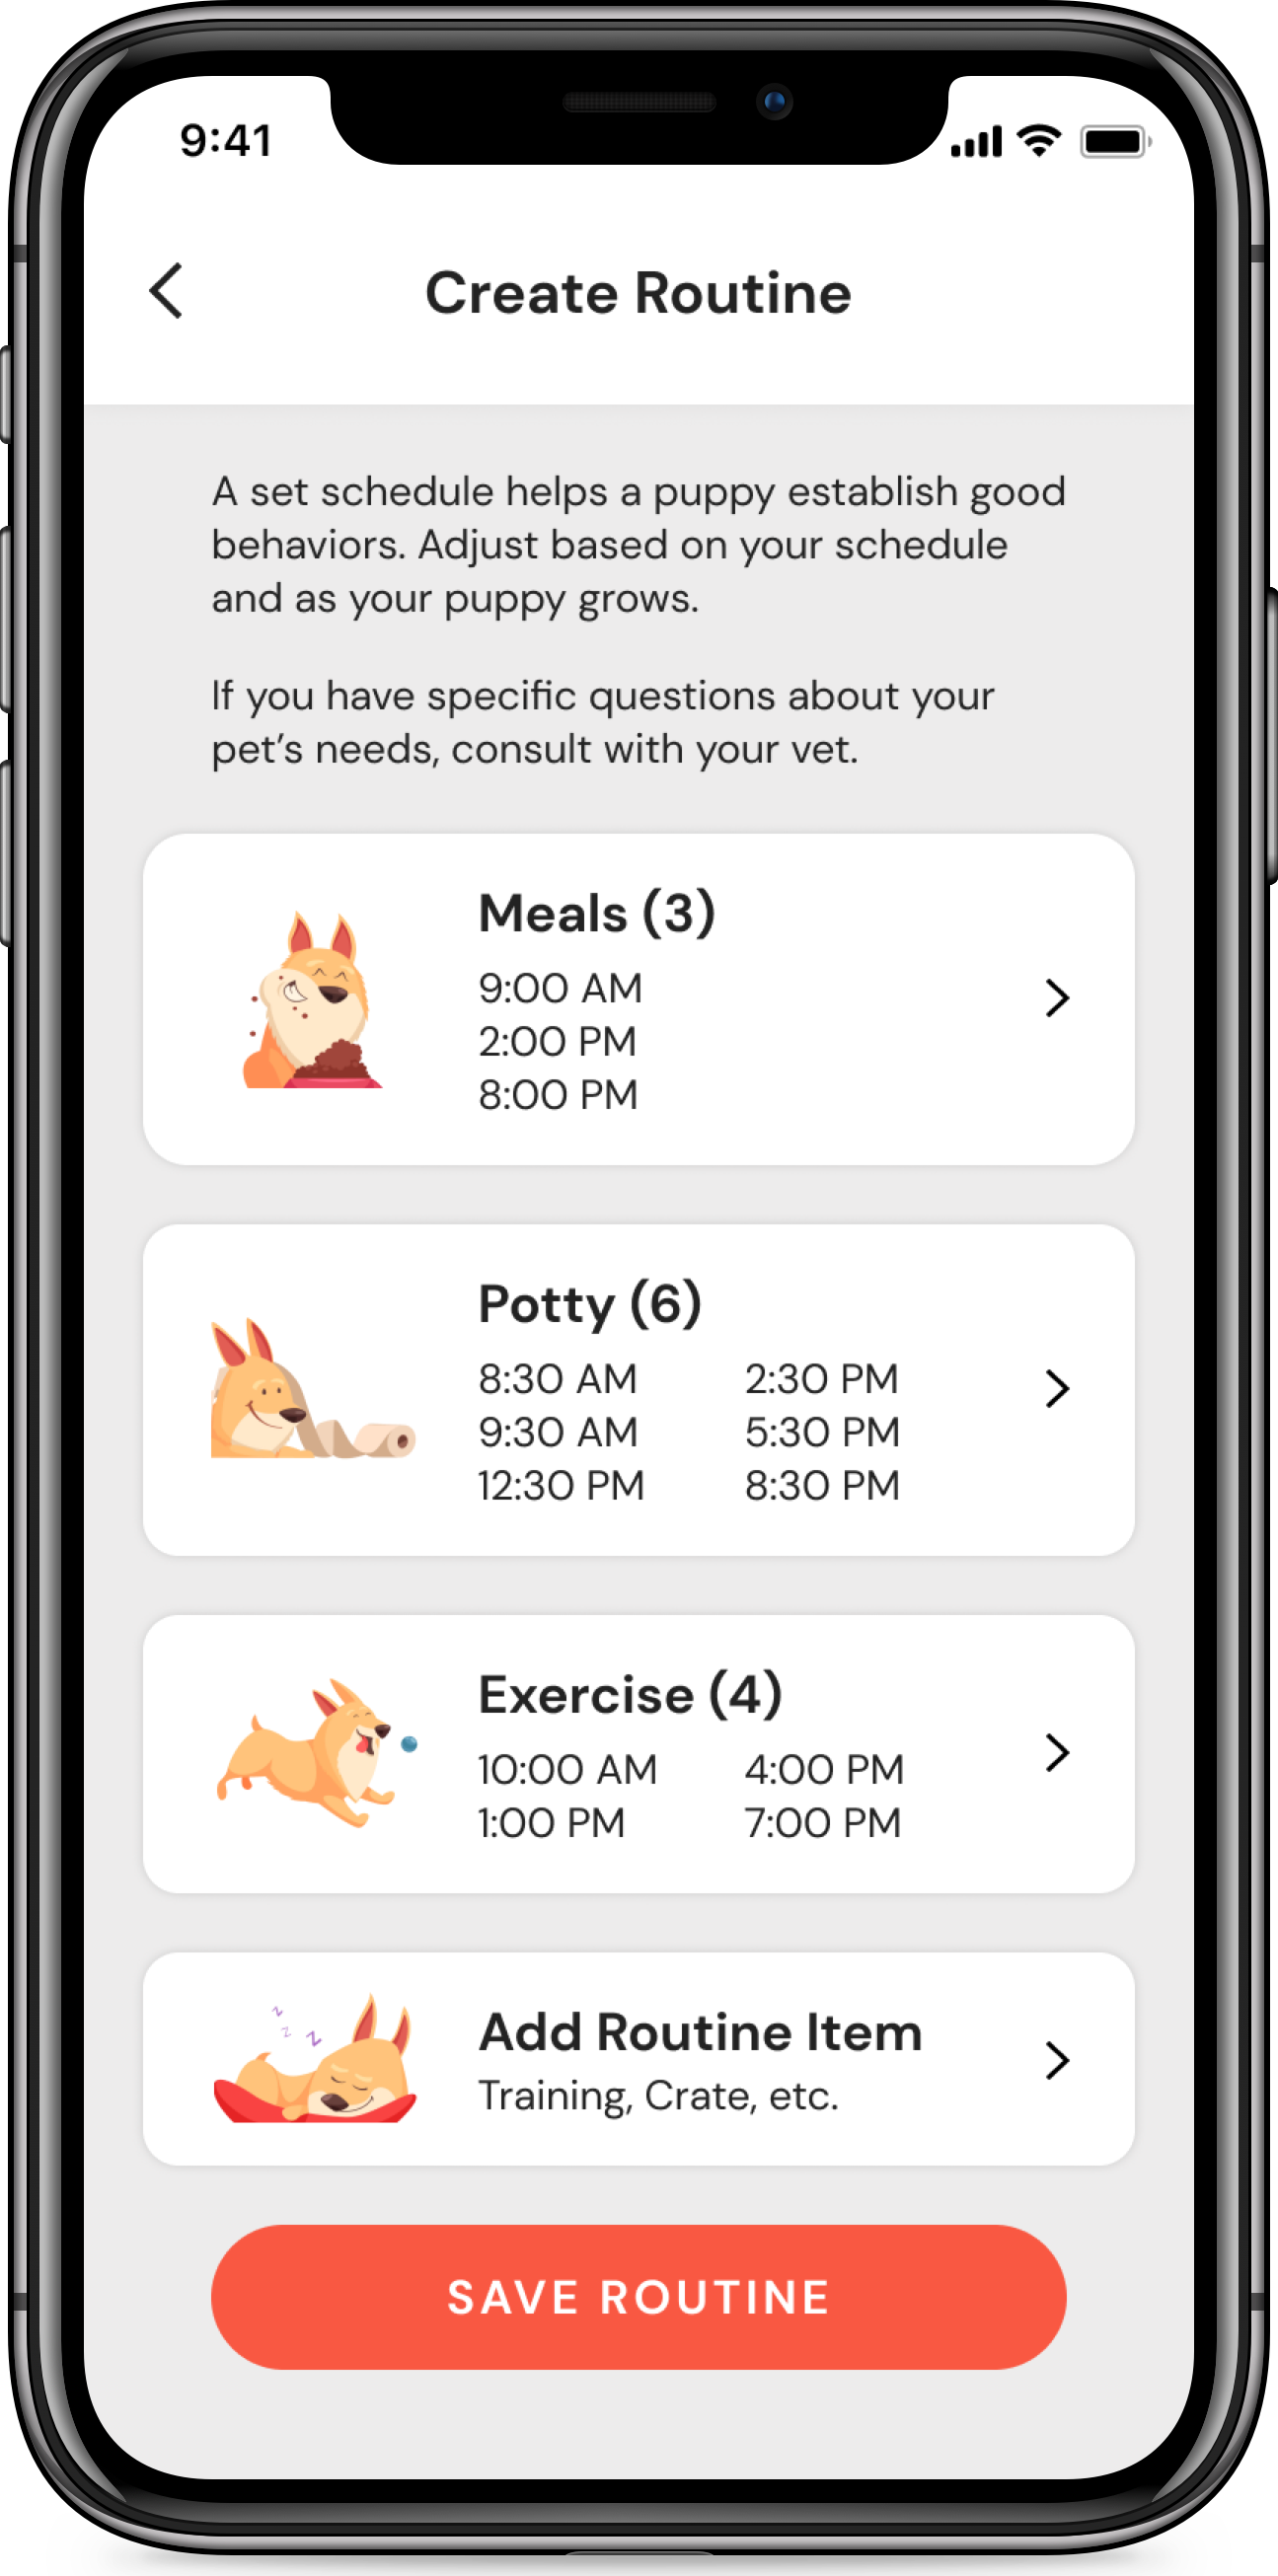 9:41
Create Routine
A set schedule helps a puppy establish good
behaviors. Adjust based on your schedule
and as your puppy grows.
If you have specific questions about your
pet’s needs, consult with your vet.
Meals (3)
9:00 AM
2:00 PM
8:00 PM
Potty (6)
8:30 AM 2:30 PM
9:30 AM 5:30 PM
12:30 PM 8:30 PM
Exercise (4)
10:00 AM 4:00 PM
1:00 PM 7:00 PM
z
z
z
Add Routine Item
Training, Crate, etc.
SAVE ROUTINE